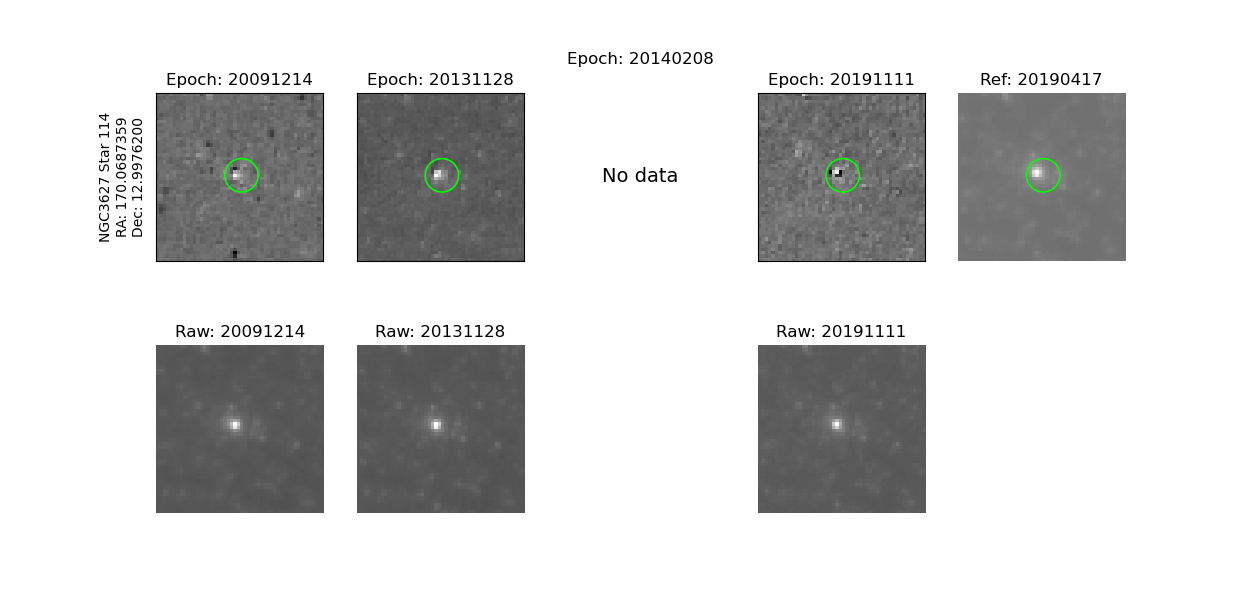 Epoch: 20140208
Epoch: 20091214
Epoch: 20131128
Epoch: 20191111
Ref: 20190417
NGC3627 Star 114
RA: 170.0687359
Dec: 12.9976200
No data
Raw: 20091214
Raw: 20131128
Raw: 20191111